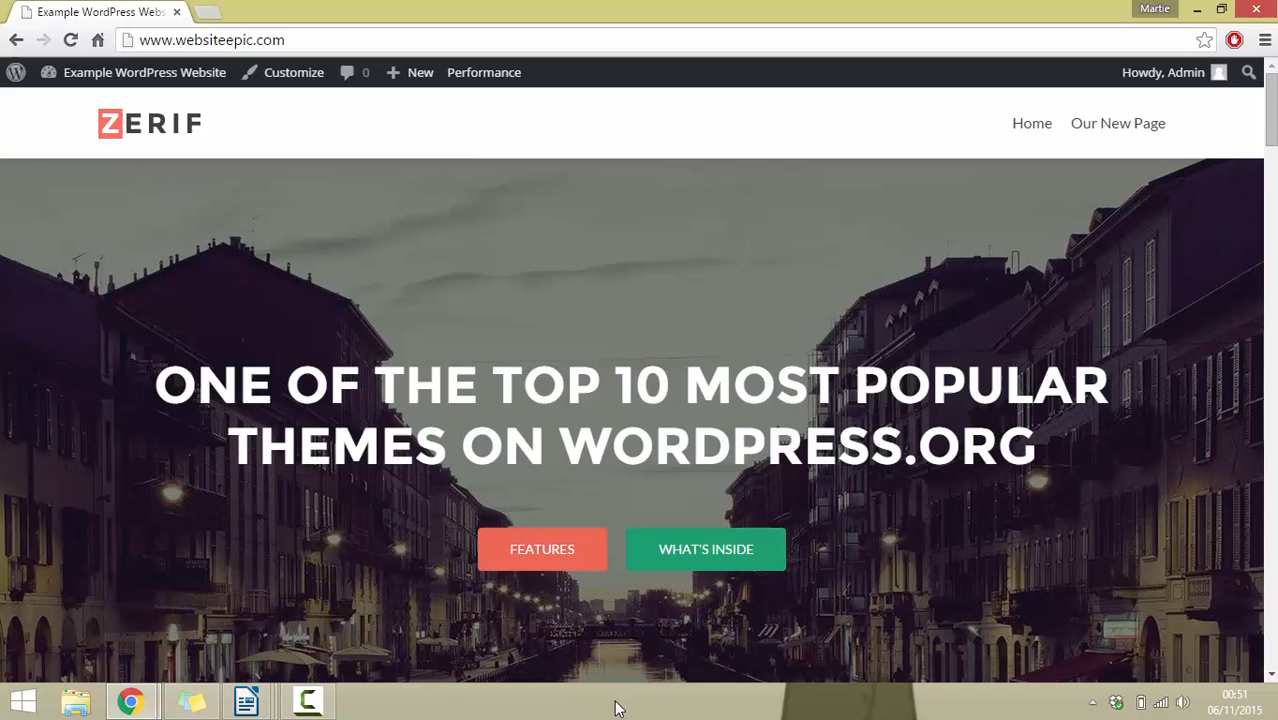 Example WordPress Webs
Martie
www.websiteepic.com
Example WordPress Website Customize 0 New Performance Howdy, Admin
ZERIF
Home Our New Page
ONE OF THE TOP 10 MOST POPULAR
THEMES ON WORDPRESS.ORG
FEATURES WHAT'S INSIDE
00:51
06/11/2015